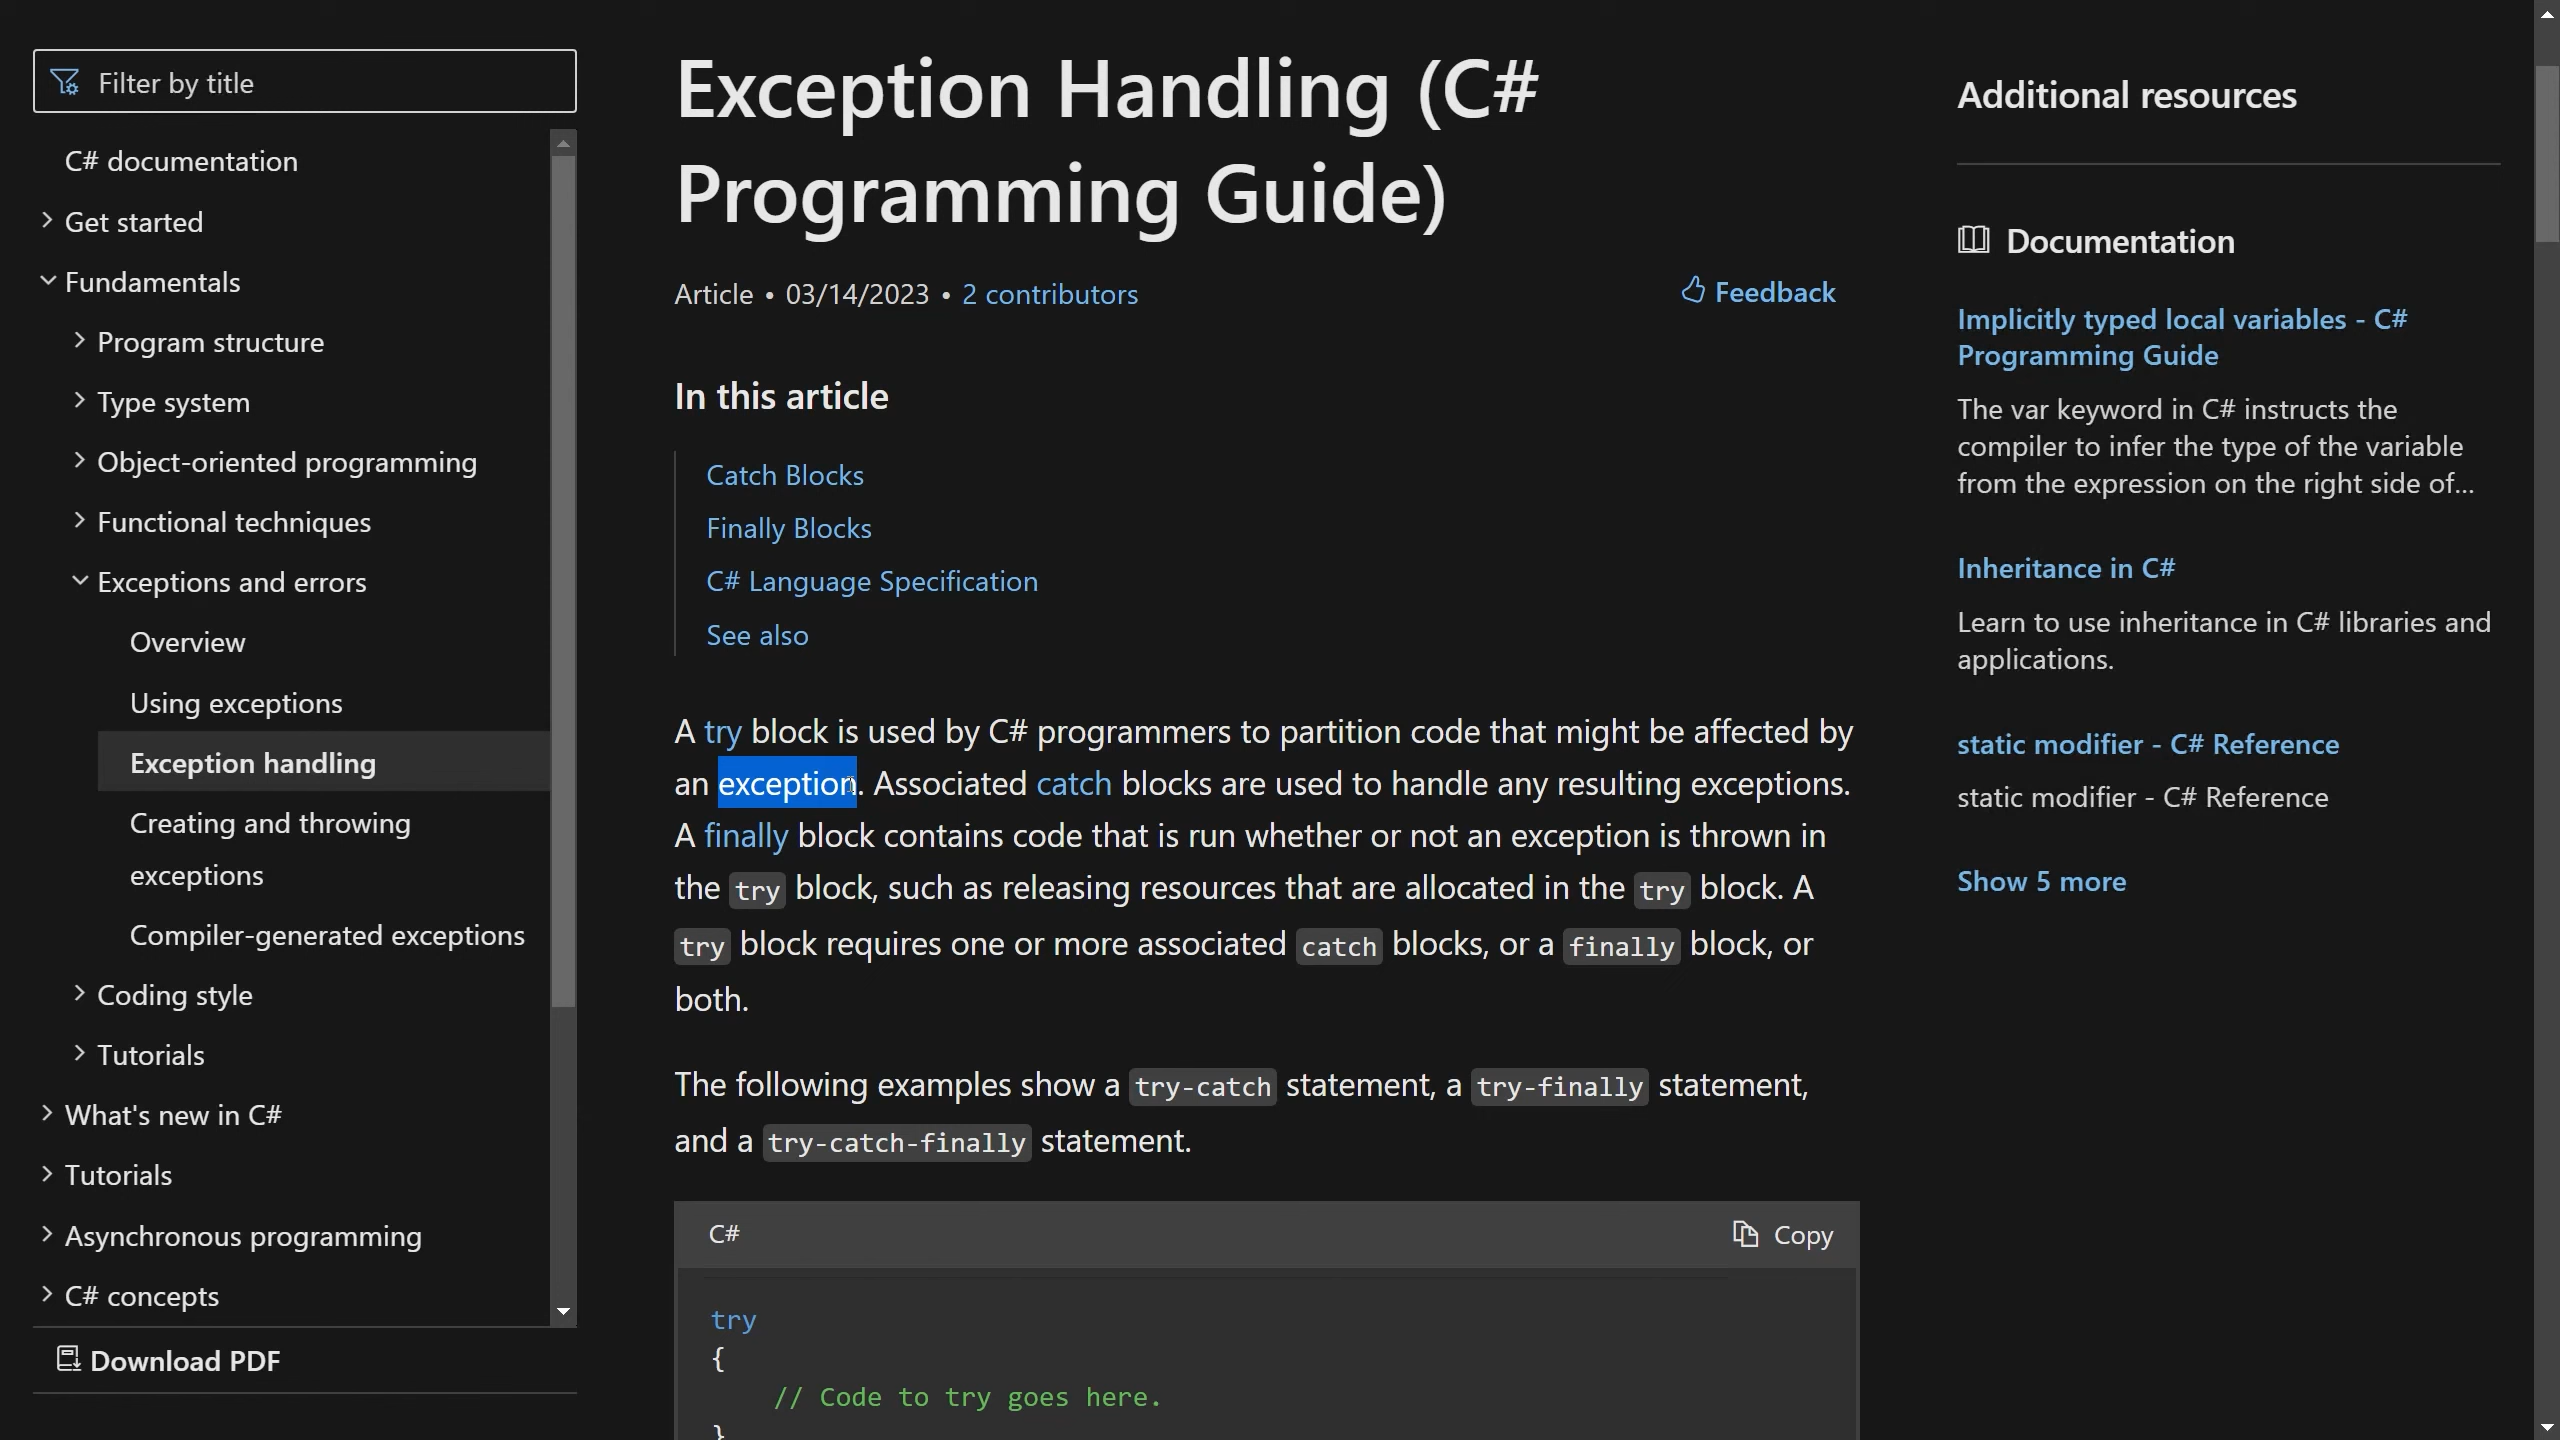 Filter by title
C# documentation
Get started
Fundamentals
Program structure
Type system
Object-oriented programming
Functional techniques
Exceptions and errors
Overview
Using exceptions
Exception handling
Creating and throwing
exceptions
Compiler-generated exceptions
Coding style
Tutorials
What's new in C#
Tutorials
Asynchronous programming
C# concepts
Download PDF
Exception Handling (C#
Programming Guide)
Article • 03/14/2023 • 2 contributors
Feedback
In this article
Catch Blocks
Finally Blocks
C# Language Specification
See also
A try block is used by C# programmers to partition code that might be affected by
an exception. Associated catch blocks are used to handle any resulting exceptions.
A finally block contains code that is run whether or not an exception is thrown in
the try block, such as releasing resources that are allocated in the try block. A
try block requires one or more associated catch blocks, or a finally block, or
both.
The following examples show a try-catch statement, a try-finally statement,
and a try-catch-finally statement.
C#
Copy
try
{
    // Code to try goes here.
}
Additional resources
Documentation
Implicitly typed local variables - C#
Programming Guide
The var keyword in C# instructs the
compiler to infer the type of the variable
from the expression on the right side of...
Inheritance in C#
Learn to use inheritance in C# libraries and
applications.
static modifier - C# Reference
static modifier - C# Reference
Show 5 more